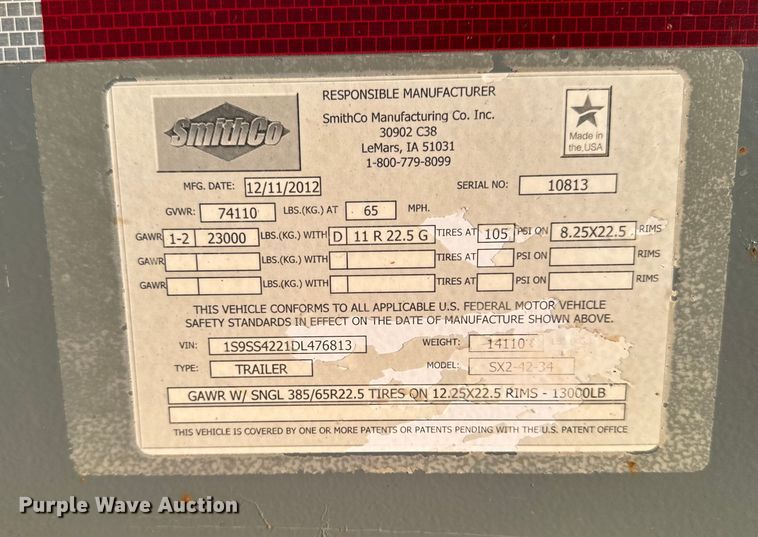 SmithCo
RESPONSIBLE MANUFACTURER
SmithCo Manufacturing Co. Inc.
30902 C38
LeMars, IA 51031
1-800-779-8099
Made in
the USA
MFG. DATE: 12/11/2012 SERIAL NO: 10813
GVWR: 74110 LBS.(KG.) AT 65 MPH.
GAWR 1-2 23000 LBS.(KG.) WITH D 11 R 22.5 G TIRES AT 105 PSI ON 8.25X22.5 RIMS
GAWR LBS.(KG.) WITH TIRES AT PSI ON RIMS
GAWR LBS.(KG.) WITH TIRES AT PSI ON RIMS
THIS VEHICLE CONFORMS TO ALL APPLICABLE U.S. FEDERAL MOTOR VEHICLE
SAFETY STANDARDS IN EFFECT ON THE DATE OF MANUFACTURE SHOWN ABOVE.
VIN: 1S9SS4221DL476813 WEIGHT: 14110
TYPE: TRAILER MODEL: SX2-42-34
GAWR W/ SNGL 385/65R22.5 TIRES ON 12.25X22.5 RIMS - 13000LB
THIS VEHICLE IS COVERED BY ONE OR MORE PATENTS OR PATENTS PENDING WITH THE U.S. PATENT OFFICE
Purple Wave Auction